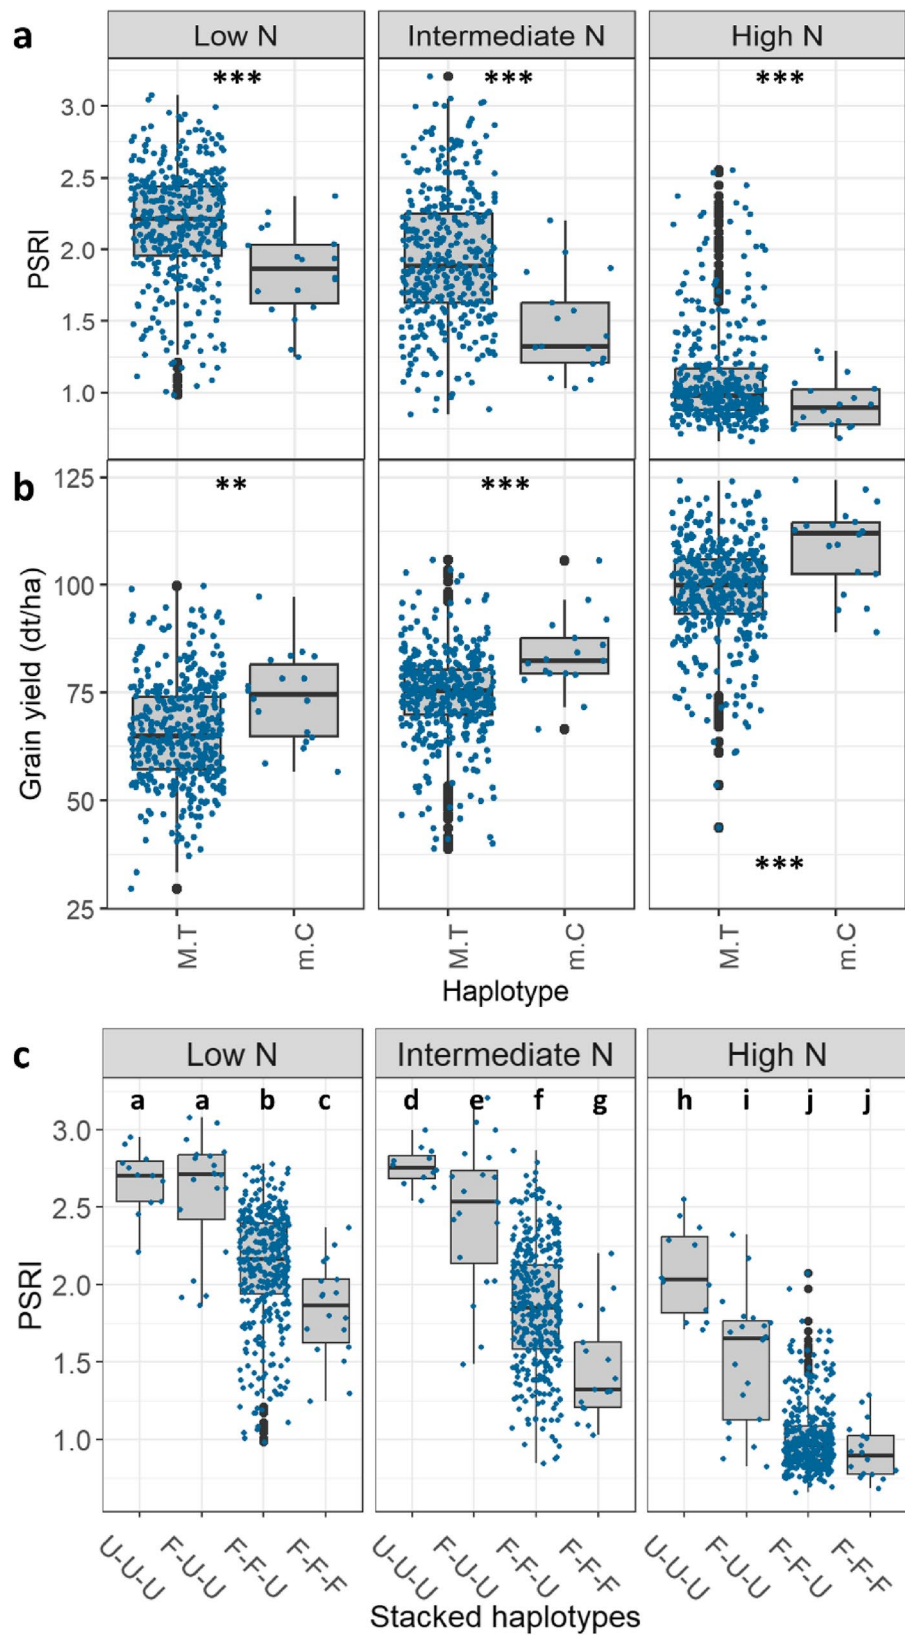 a
Low N
Intermediate N
High N
***
***
***
3.0
2.5
2.0
1.5
1.0
PSRI
b
**
***
***
125
100
75
50
25
Grain yield (dt/ha)
M.T
m.C
M.T
m.C
M.T
m.C
Haplotype
c
Low N
Intermediate N
High N
a
a
b
c
d
e
f
g
h
i
j
j
3.0
2.5
2.0
1.5
1.0
PSRI
U-U-U
F-U-U
F-F-U
F-F-F
U-U-U
F-U-U
F-F-U
F-F-F
U-U-U
F-U-U
F-F-U
F-F-F
Stacked haplotypes